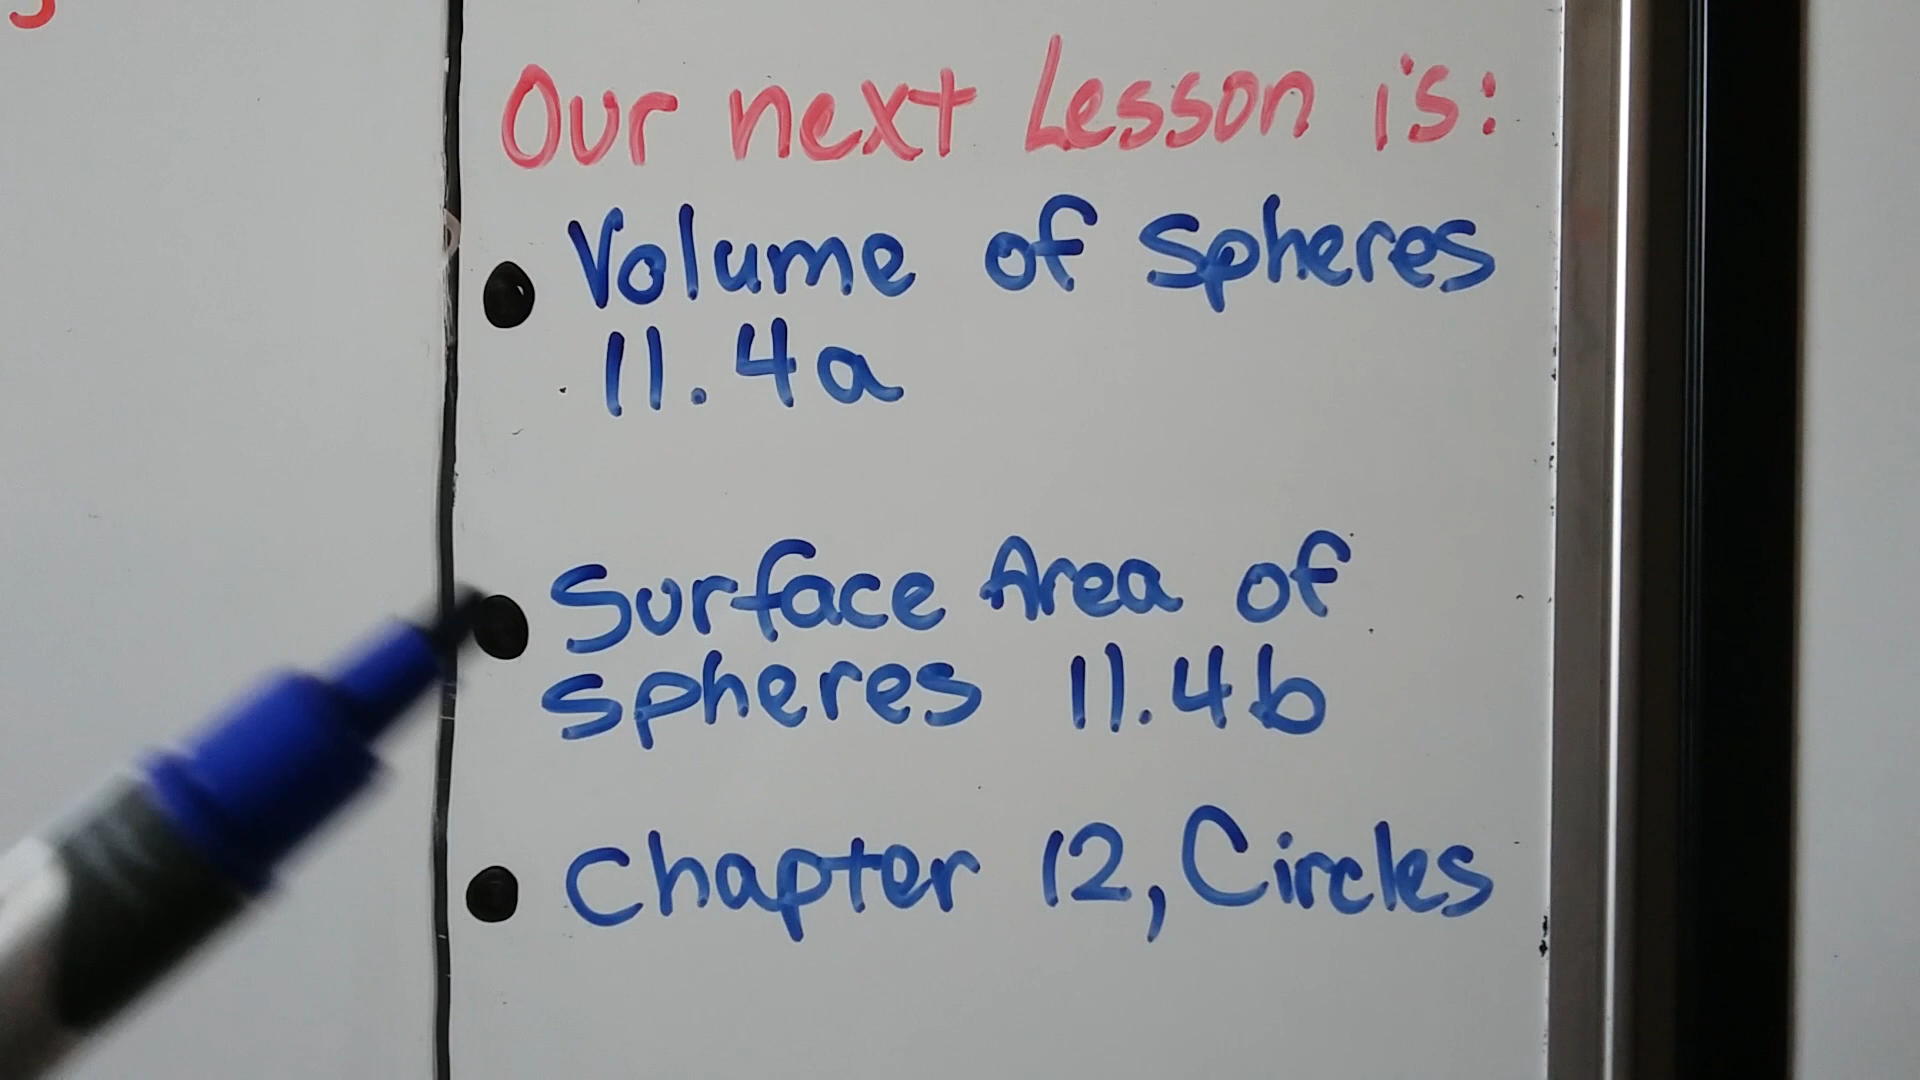 Our next Lesson is:
Volume of Spheres
11.4a
Surface Area of
spheres 11.4b
Chapter 12, Circles